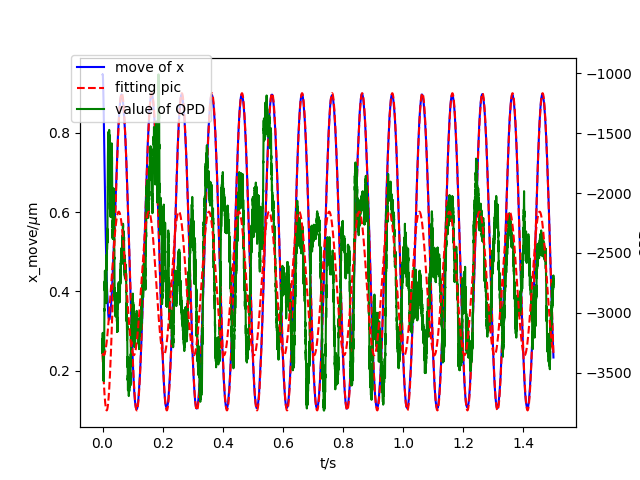 move of x
fitting pic
value of QPD
x_move/μm
0.8
0.6
0.4
0.2
−1000
−1500
−2000
−2500
−3000
−3500
0.0 0.2 0.4 0.6 0.8 1.0 1.2 1.4
t/s